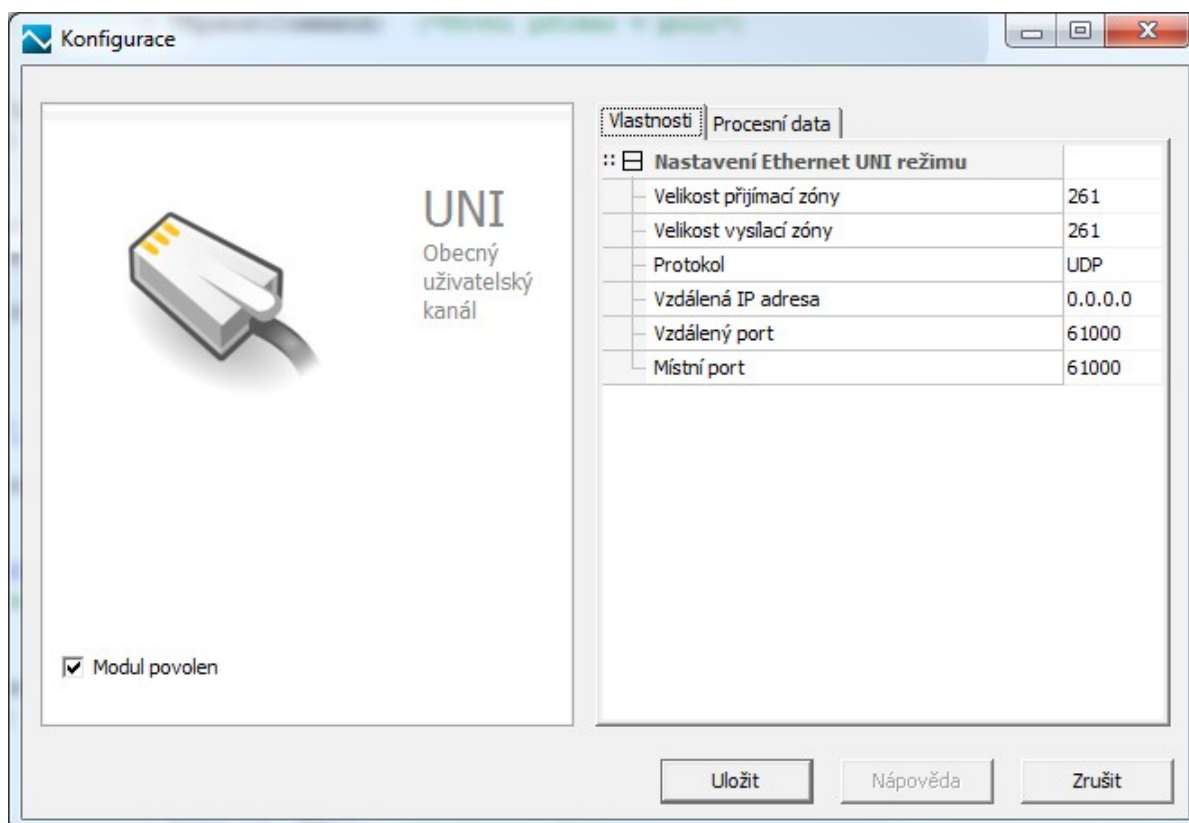 Konfigurace
UNI
Obecný
uživatelský
kanál
Modul povolen
Vlastnosti Procesní data
Nastavení Ethernet UNI režimu
Velikost přijímací zóny 261
Velikost vysílací zóny 261
Protokol UDP
Vzdálená IP adresa 0.0.0.0
Vzdálený port 61000
Místní port 61000
Uložit Nápověda Zrušit